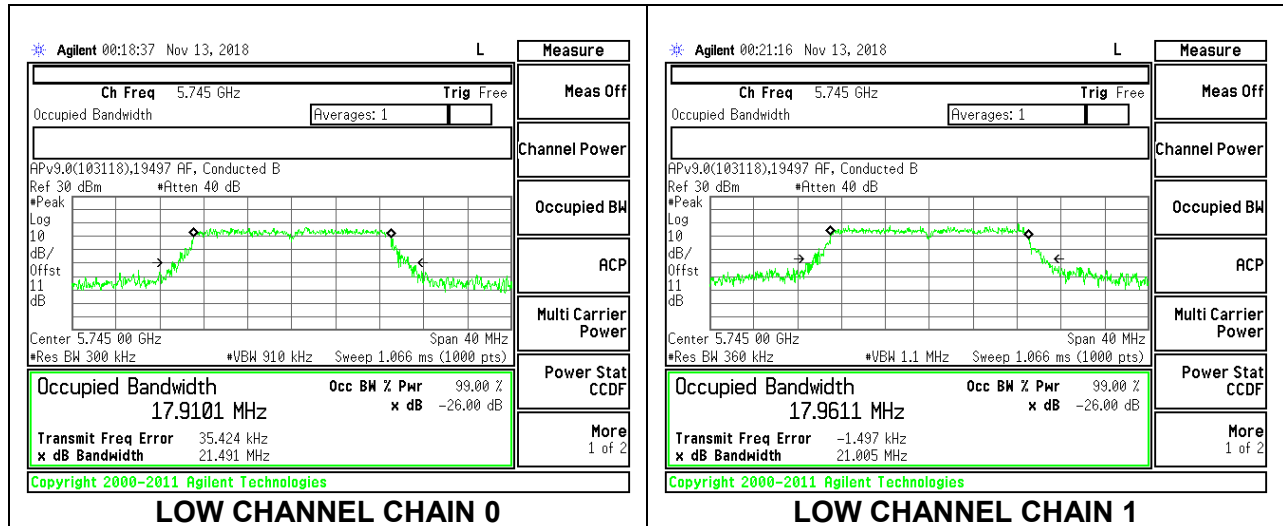 Agilent 00:18:37 Nov 13, 2018 L
Measure
Ch Freq 5.745 GHz Trig Free
Occupied Bandwidth Averages: 1
APv9.0(103118),19497 AF, Conducted B
Ref 30 dBm #Atten 40 dB
#Peak
Log
10
dB/
Offst
11
dB
Center 5.745 00 GHz Span 40 MHz
#Res BW 300 kHz #VBW 910 kHz Sweep 1.066 ms (1000 pts)
Occupied Bandwidth Occ BW % Pwr 99.00 %
17.9101 MHz x dB -26.00 dB
Transmit Freq Error 35.424 kHz
x dB Bandwidth 21.491 MHz
Copyright 2000-2011 Agilent Technologies
Meas Off
Channel Power
Occupied BW
ACP
Multi Carrier
Power
Power Stat
CCDF
More
1 of 2
LOW CHANNEL CHAIN 0
Agilent 00:21:16 Nov 13, 2018 L
Measure
Ch Freq 5.745 GHz Trig Free
Occupied Bandwidth Averages: 1
APv9.0(103118),19497 AF, Conducted B
Ref 30 dBm #Atten 40 dB
#Peak
Log
10
dB/
Offst
11
dB
Center 5.745 00 GHz Span 40 MHz
#Res BW 360 kHz #VBW 1.1 MHz Sweep 1.066 ms (1000 pts)
Occupied Bandwidth Occ BW % Pwr 99.00 %
17.9611 MHz x dB -26.00 dB
Transmit Freq Error -1.497 kHz
x dB Bandwidth 21.005 MHz
Copyright 2000-2011 Agilent Technologies
Meas Off
Channel Power
Occupied BW
ACP
Multi Carrier
Power
Power Stat
CCDF
More
1 of 2
LOW CHANNEL CHAIN 1